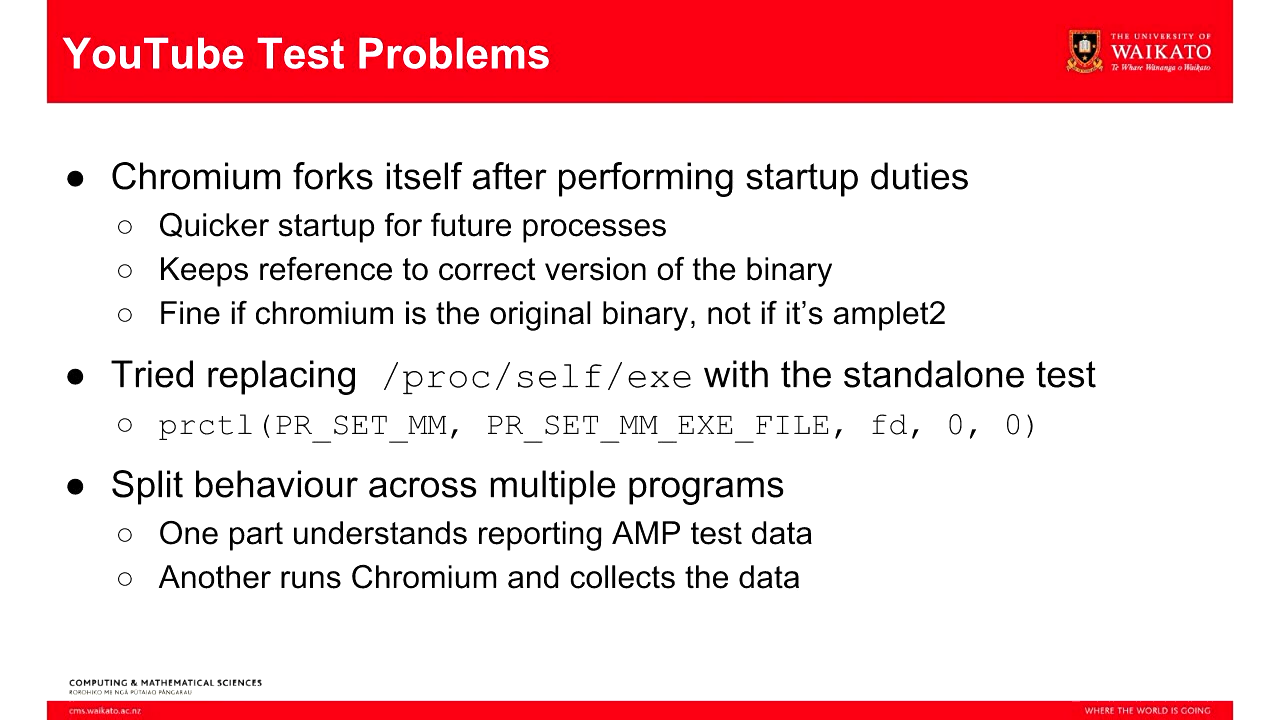 YouTube Test Problems
THE UNIVERSITY OF
WAIKATO
Te Whare Wānanga o Waikato
● Chromium forks itself after performing startup duties
○ Quicker startup for future processes
○ Keeps reference to correct version of the binary
○ Fine if chromium is the original binary, not if it’s amplet2
● Tried replacing /proc/self/exe with the standalone test
○ prctl(PR_SET_MM, PR_SET_MM_EXE_FILE, fd, 0, 0)
● Split behaviour across multiple programs
○ One part understands reporting AMP test data
○ Another runs Chromium and collects the data
COMPUTING & MATHEMATICAL SCIENCES
ROROHIKO ME NGĀ PŪTAIAO PĀNGARAU
cms.waikato.ac.nz
WHERE THE WORLD IS GOING